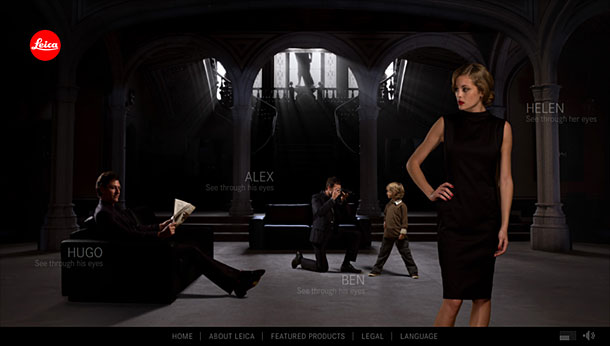 Leica
HELEN
See through her eyes
ALEX
See through his eyes
HUGO
See through his eyes
BEN
See through his eyes
HOME | ABOUT LEICA | FEATURED PRODUCTS | LEGAL | LANGUAGE